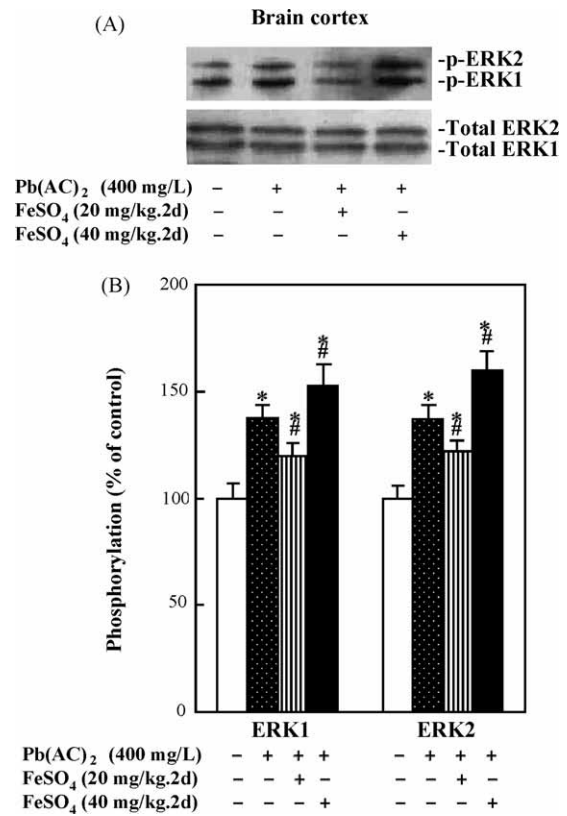 (A) Brain cortex
-p-ERK2
-p-ERK1
-Total ERK2
-Total ERK1
Pb(AC)₂ (400 mg/L) – + + +
FeSO₄ (20 mg/kg.2d) – – + –
FeSO₄ (40 mg/kg.2d) – – – +
(B)
200
150
100
50
0
Phosphorylation (% of control)
* * # * #
* * # * #
ERK1 ERK2
Pb(AC)₂ (400 mg/L) – + + + – + + +
FeSO₄ (20 mg/kg.2d) – – + – – – + –
FeSO₄ (40 mg/kg.2d) – – – + – – – +